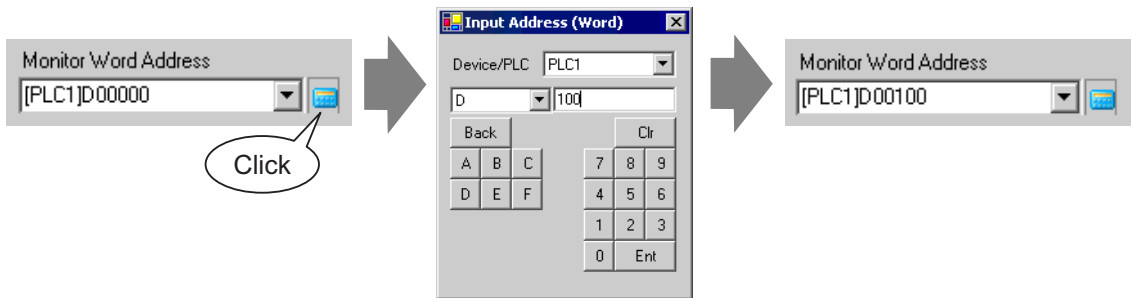 Monitor Word Address
[PLC1]D00000
Click
Input Address (Word)
Device/PLC PLC1
D 100
Back Clr
A B C 7 8 9
D E F 4 5 6
1 2 3
0 Ent
Monitor Word Address
[PLC1]D00100